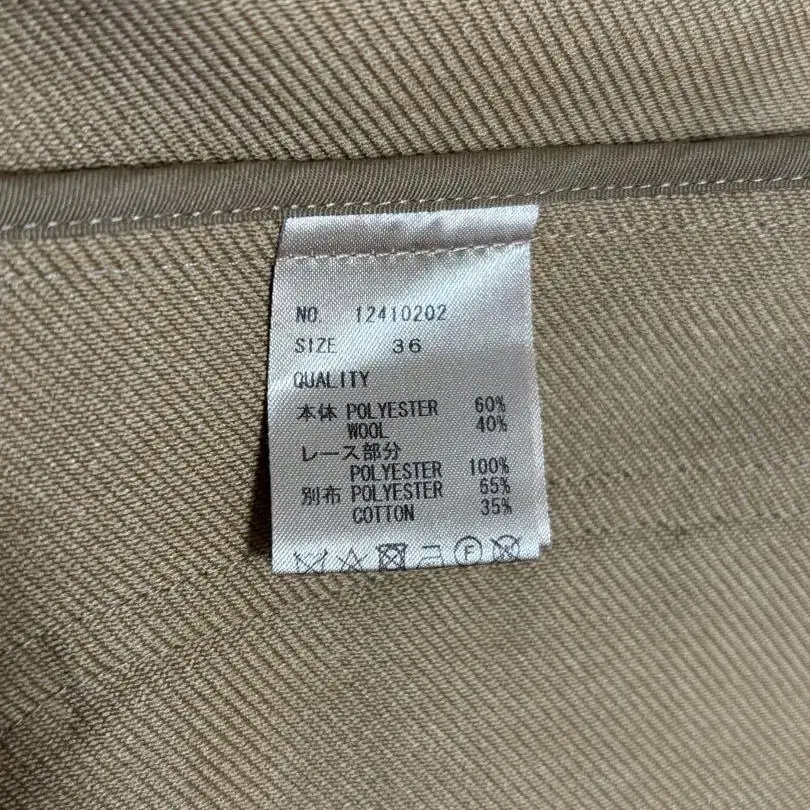 NO. 12410202
SIZE 36
QUALITY
本体 POLYESTER 60%
WOOL 40%
レース部分
POLYESTER 100%
別布 POLYESTER 65%
COTTON 35%
F